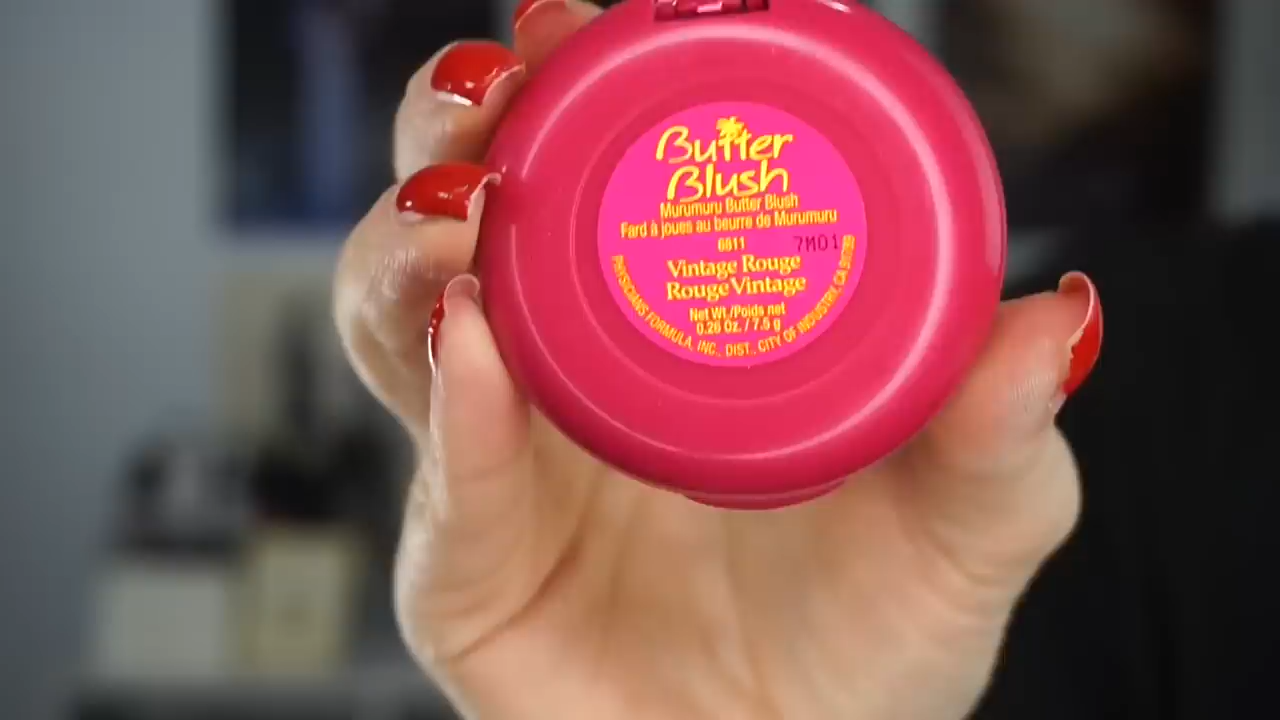 Butter
Blush
Murumuru Butter Blush
Fard à joues au beurre de Murumuru
6811
7M01
Vintage Rouge
Rouge Vintage
Net Wt./Poids net
0.26 Oz. / 7.5 g
PHYSICIANS FORMULA, INC., DIST., CITY OF INDUSTRY, CA